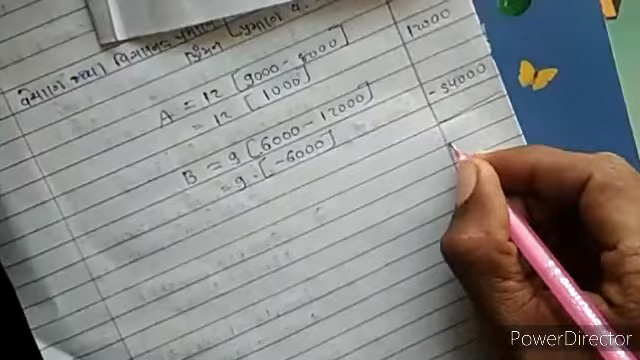 A = 12 [9000 - 8000] 12000
= 12 [1000]
B = 9 [6000 - 12000] - 54000
= 9 [-6000]
PowerDirector